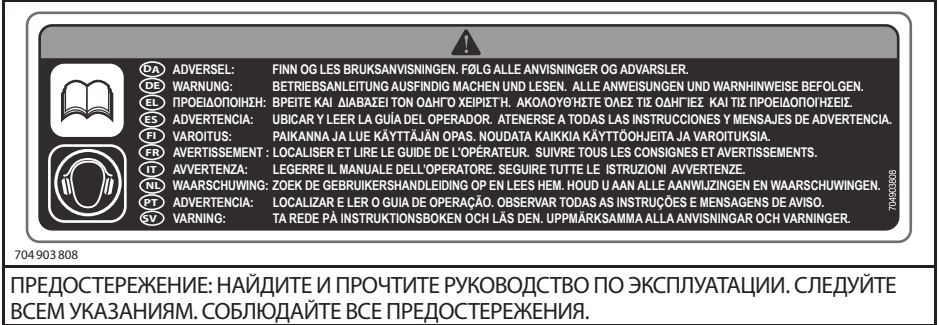 DA ADVERSEL: FINN OG LES BRUKSANVISNINGEN. FØLG ALLE ANVISNINGER OG ADVARSLER.
DE WARNUNG: BETRIEBSANLEITUNG AUSFINDIG MACHEN UND LESEN. ALLE ANWEISUNGEN UND WARNHINWEISE BEFOLGEN.
EL ΠΡΟΕΙΔΟΠΟΙΗΣΗ: ΒΡΕΙΤΕ ΚΑΙ ΔΙΑΒΑΣΕΙ ΤΟΝ ΟΔΗΓΌ ΧΕΙΡΙΣΤΉ. ΑΚΟΛΟΥΘΉΣΤΕ ΌΛΕΣ ΤΙΣ ΟΔΗΓΊΕΣ ΚΑΙ ΤΙΣ ΠΡΟΕΙΔΟΠΟΙΉΣΕΙΣ.
ES ADVERTENCIA: UBICAR Y LEER LA GUÍA DEL OPERADOR. ATENERSE A TODAS LAS INSTRUCCIONES Y MENSAJES DE ADVERTENCIA.
FI VAROITUS: PAIKANNA JA LUE KÄYTTÄJÄN OPAS. NOUDATA KAIKKIA KÄYTTÖOHJEITA JA VAROITUKSIA.
FR AVERTISSEMENT : LOCALISER ET LIRE LE GUIDE DE L'OPÉRATEUR. SUIVRE TOUS LES CONSIGNES ET AVERTISSEMENTS.
IT AVVERTENZA: LEGERRE IL MANUALE DELL'OPERATORE. SEGUIRE TUTTE LE ISTRUZIONI AVVERTENZE.
NL WAARSCHUWING: ZOEK DE GEBRUIKERSHANDLEIDING OP EN LEES HEM. HOUD U AAN ALLE AANWIJZINGEN EN WAARSCHUWINGEN.
PT ADVERTENCIA: LOCALIZAR E LER O GUIA DE OPERAÇÃO. OBSERVAR TODAS AS INSTRUÇÕES E MENSAGENS DE AVISO.
SV VARNING: TA REDE PÅ INSTRUKTIONSBOKEN OCH LÄS DEN. UPPMÄRKSAMMA ALLA ANVISNINGAR OCH VARNINGER.
704903808
704 903 808
ПРЕДОСТЕРЕЖЕНИЕ: НАЙДИТЕ И ПРОЧТИТЕ РУКОВОДСТВО ПО ЭКСПЛУАТАЦИИ. СЛЕДУЙТЕ
ВСЕМ УКАЗАНИЯМ. СОБЛЮДАЙТЕ ВСЕ ПРЕДОСТЕРЕЖЕНИЯ.